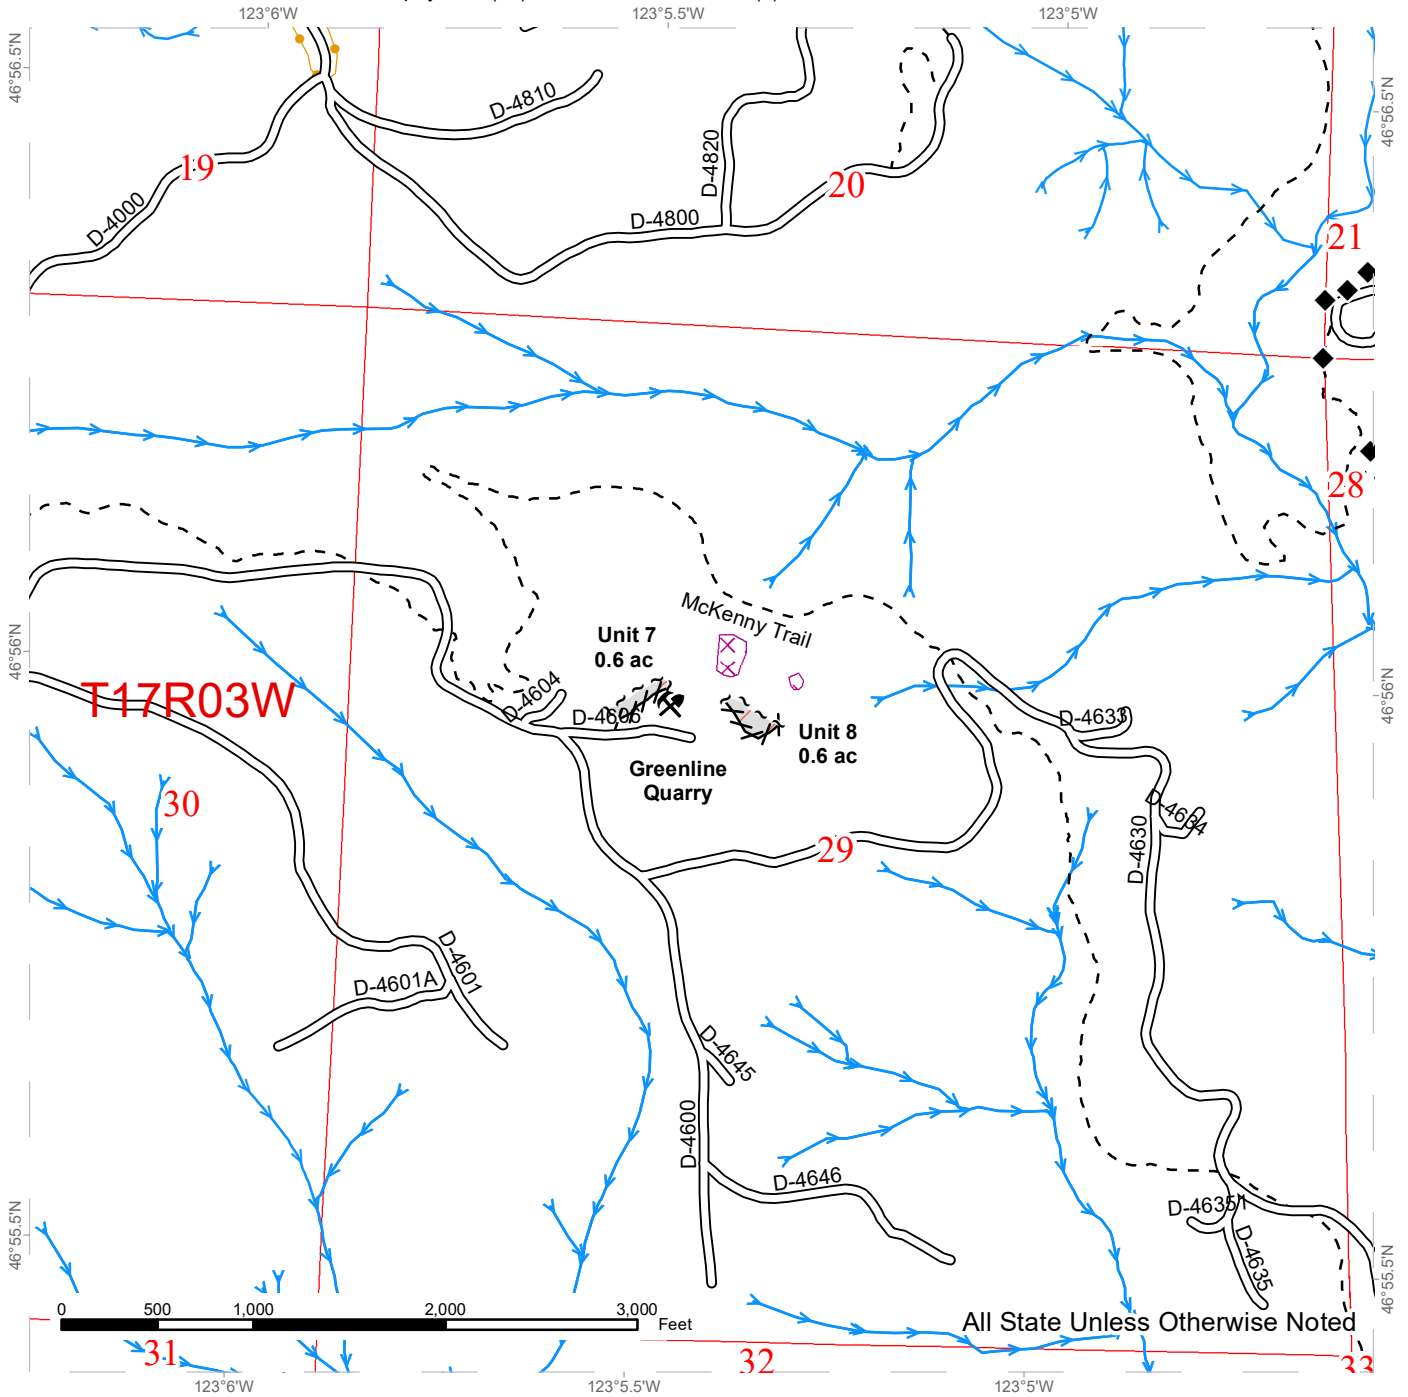 123°6'W
123°5.5'W
123°5'W
46°56.5'N
46°56.5'N
D-4810
D-4820
19
20
D-4000
D-4800
21
28
McKenny Trail
Unit 7
0.6 ac
46°56'N
46°56'N
T17R03W
D-4604
D-4606
D-4633
Unit 8
0.6 ac
Greenline
Quarry
30
D-4634
D-4630
29
D-4601
D-4601A
D-4645
D-4600
D-4646
D-46351
D-4635
46°55.5'N
46°55.5'N
0 500 1,000 2,000 3,000
Feet
All State Unless Otherwise Noted
31
32
33
123°6'W
123°5.5'W
123°5'W